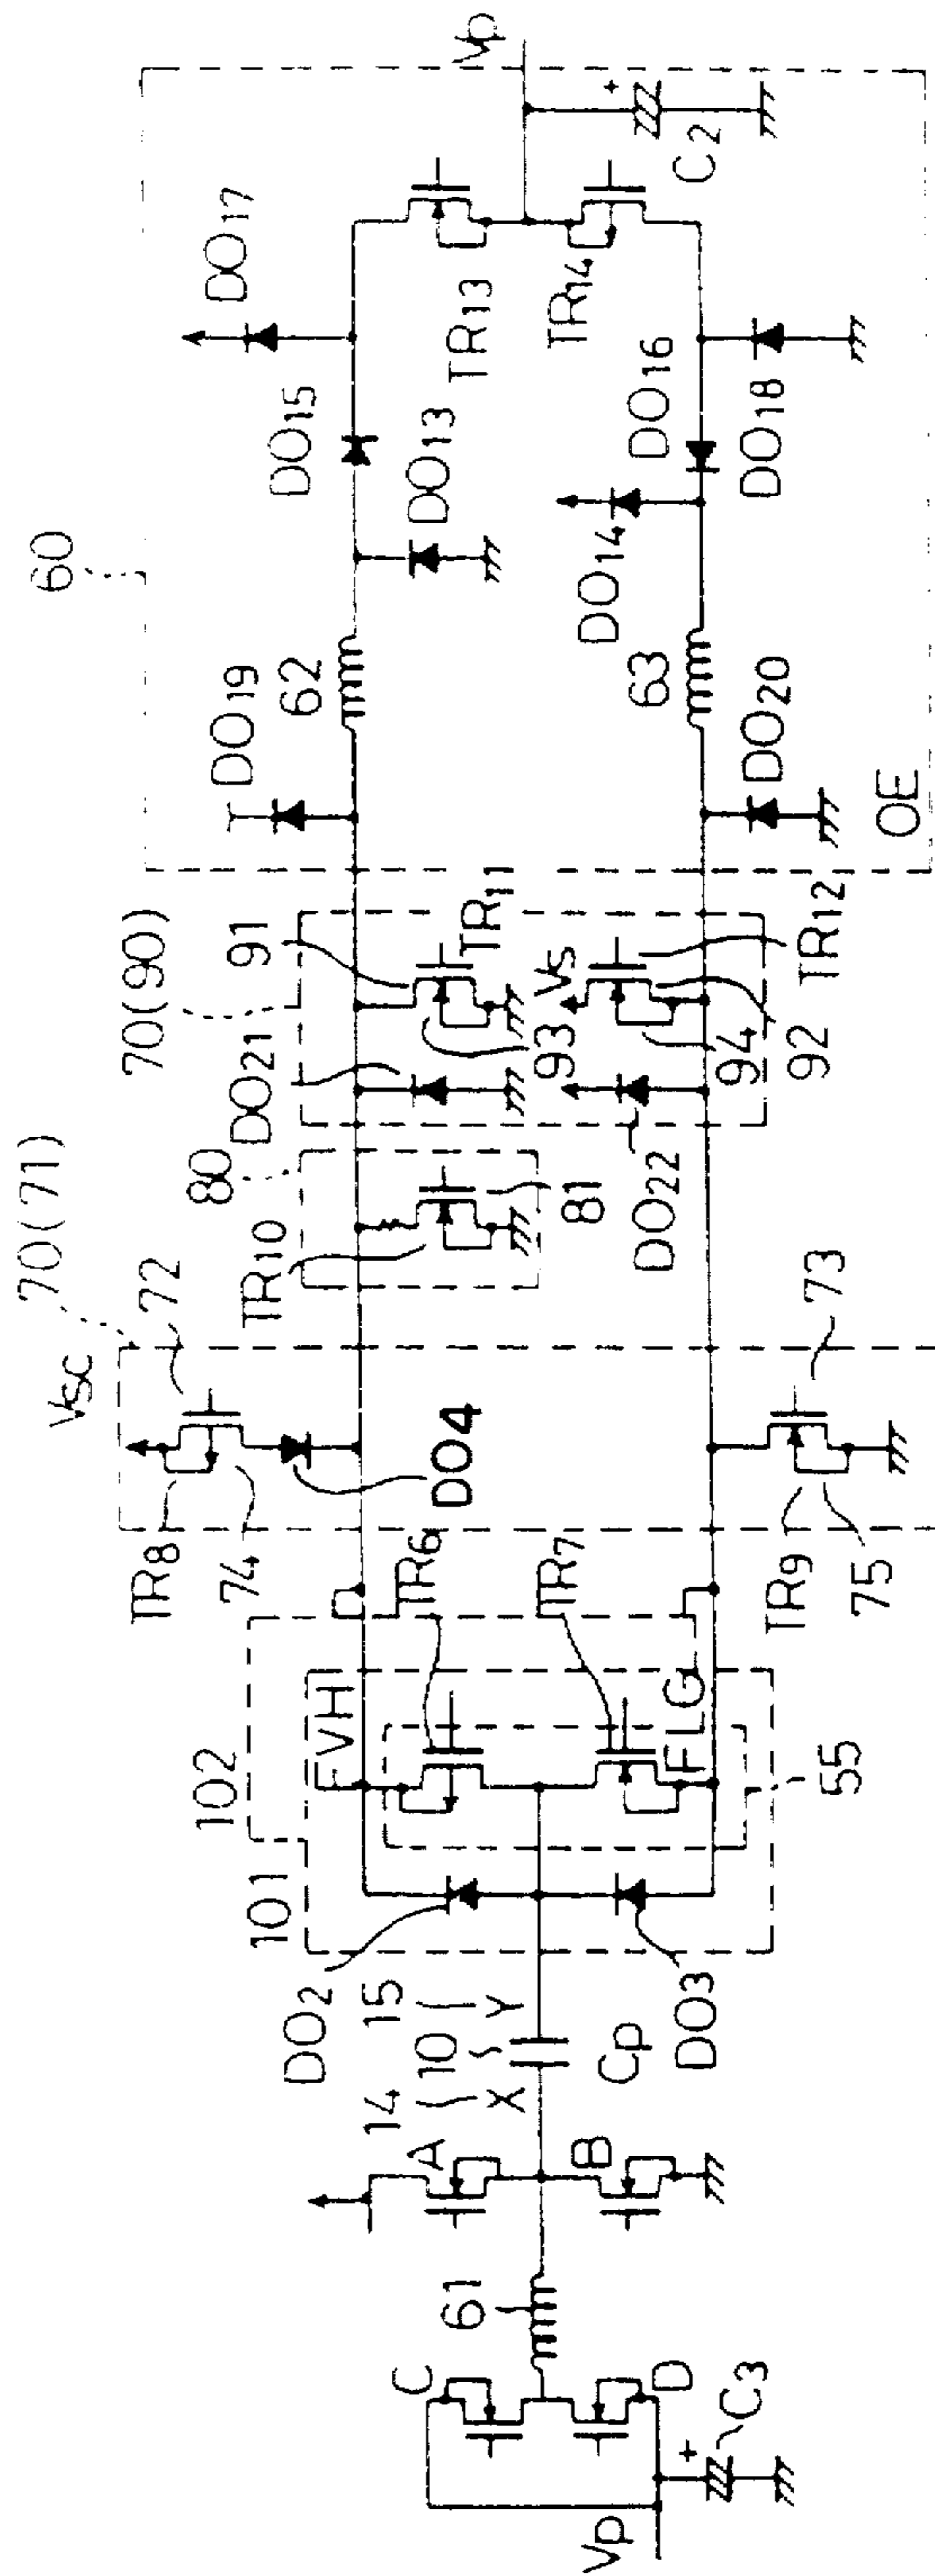 Vp
C3
C
D
61
A
B
14
X
10
Cp
15
Y
DO2
DO3
101
102
FVH
FLG
55
TR6
TR7
TR8
74
72
Vsc
70(71)
DO4
TR9
75
73
TR10
80
81
70(90)
91
DO21
93
TR11
Vs
DO22
94
92
TR12
60
DO19
62
DO20
63
OE
DO15
DO13
DO17
DO14
DO16
DO18
TR13
TR14
Vp
+
C2
+